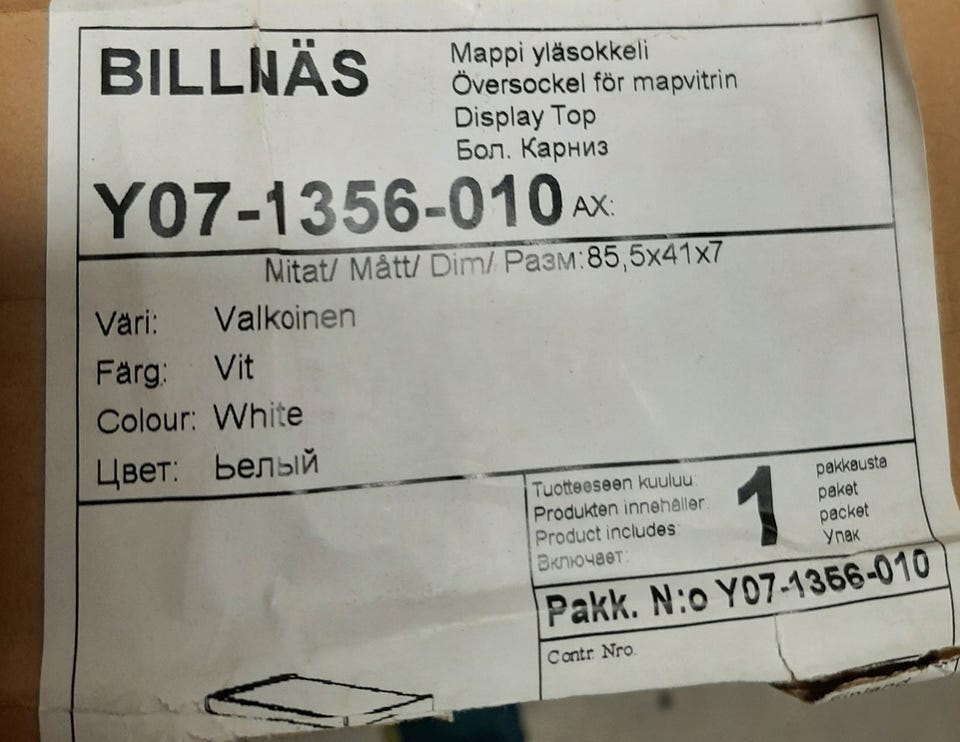 BILLNÄS
Mappi yläsokkeli
Översockel för mapvitrin
Display Top
Бол. Карниз
Y07-1356-010 AX:
Mitat/ Mått/ Dim/ Разм:85,5x41x7
Väri: Valkoinen
Färg: Vit
Colour: White
Цвет: Белый
Tuotteeseen kuuluu:
Produkten innehåller:
Product includes:
Включает:
1
pakkausta
paket
packet
Упак
Pakk. N:o Y07-1356-010
Contr. Nro.